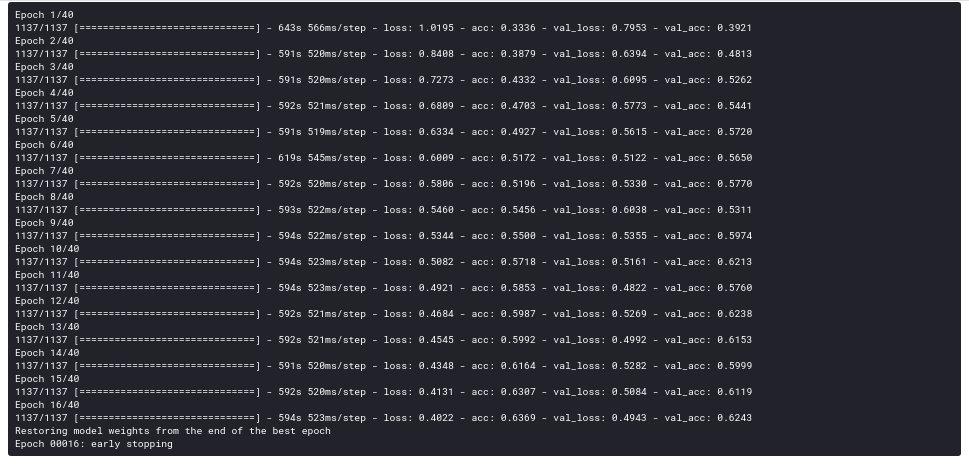 Epoch 1/40
1137/1137 [==============================] - 643s 566ms/step - loss: 1.0195 - acc: 0.3336 - val_loss: 0.7953 - val_acc: 0.3921
Epoch 2/40
1137/1137 [==============================] - 591s 520ms/step - loss: 0.8408 - acc: 0.3879 - val_loss: 0.6394 - val_acc: 0.4813
Epoch 3/40
1137/1137 [==============================] - 591s 520ms/step - loss: 0.7273 - acc: 0.4332 - val_loss: 0.6095 - val_acc: 0.5262
Epoch 4/40
1137/1137 [==============================] - 592s 521ms/step - loss: 0.6809 - acc: 0.4703 - val_loss: 0.5773 - val_acc: 0.5441
Epoch 5/40
1137/1137 [==============================] - 591s 519ms/step - loss: 0.6334 - acc: 0.4927 - val_loss: 0.5615 - val_acc: 0.5720
Epoch 6/40
1137/1137 [==============================] - 619s 545ms/step - loss: 0.6009 - acc: 0.5172 - val_loss: 0.5122 - val_acc: 0.5650
Epoch 7/40
1137/1137 [==============================] - 592s 520ms/step - loss: 0.5806 - acc: 0.5196 - val_loss: 0.5330 - val_acc: 0.5770
Epoch 8/40
1137/1137 [==============================] - 593s 522ms/step - loss: 0.5460 - acc: 0.5456 - val_loss: 0.6038 - val_acc: 0.5311
Epoch 9/40
1137/1137 [==============================] - 594s 522ms/step - loss: 0.5344 - acc: 0.5500 - val_loss: 0.5355 - val_acc: 0.5974
Epoch 10/40
1137/1137 [==============================] - 594s 523ms/step - loss: 0.5082 - acc: 0.5718 - val_loss: 0.5161 - val_acc: 0.6213
Epoch 11/40
1137/1137 [==============================] - 594s 523ms/step - loss: 0.4921 - acc: 0.5853 - val_loss: 0.4822 - val_acc: 0.5760
Epoch 12/40
1137/1137 [==============================] - 592s 521ms/step - loss: 0.4684 - acc: 0.5987 - val_loss: 0.5269 - val_acc: 0.6238
Epoch 13/40
1137/1137 [==============================] - 592s 521ms/step - loss: 0.4545 - acc: 0.5992 - val_loss: 0.4992 - val_acc: 0.6153
Epoch 14/40
1137/1137 [==============================] - 591s 520ms/step - loss: 0.4348 - acc: 0.6164 - val_loss: 0.5282 - val_acc: 0.5999
Epoch 15/40
1137/1137 [==============================] - 592s 520ms/step - loss: 0.4131 - acc: 0.6307 - val_loss: 0.5084 - val_acc: 0.6119
Epoch 16/40
1137/1137 [==============================] - 594s 523ms/step - loss: 0.4022 - acc: 0.6369 - val_loss: 0.4943 - val_acc: 0.6243
Restoring model weights from the end of the best epoch
Epoch 00016: early stopping